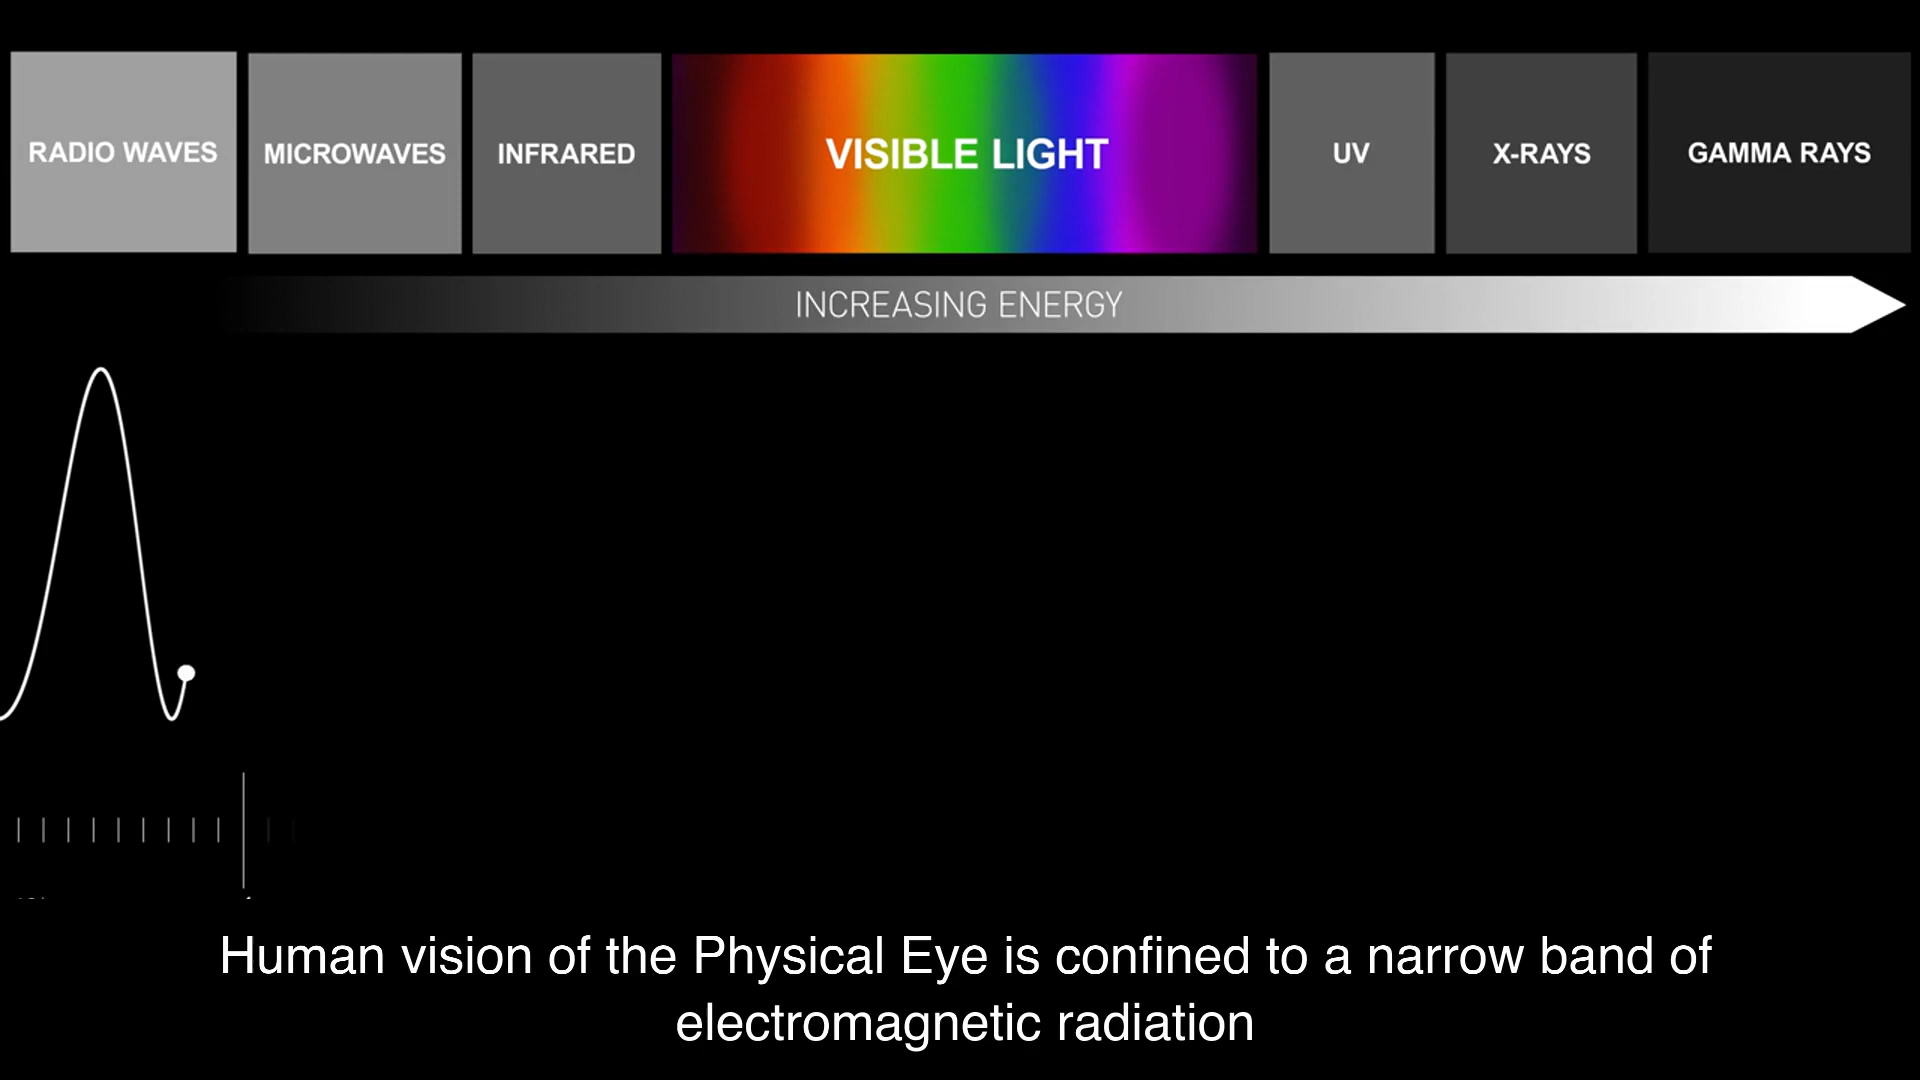 RADIO WAVES
MICROWAVES
INFRARED
VISIBLE LIGHT
UV
X-RAYS
GAMMA RAYS
INCREASING ENERGY
Human vision of the Physical Eye is confined to a narrow band of
electromagnetic radiation